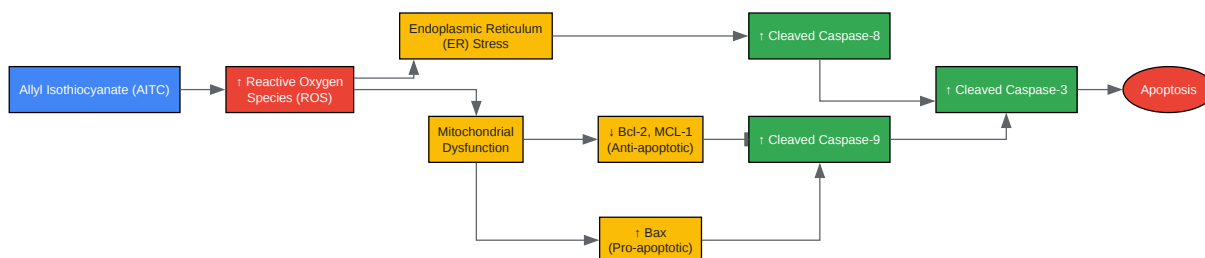 Allyl Isothiocyanate (AITC)
↑ Reactive Oxygen
Species (ROS)
Endoplasmic Reticulum
(ER) Stress
Mitochondrial
Dysfunction
↓ Bcl-2, MCL-1
(Anti-apoptotic)
↑ Bax
(Pro-apoptotic)
↑ Cleaved Caspase-8
↑ Cleaved Caspase-9
↑ Cleaved Caspase-3
Apoptosis